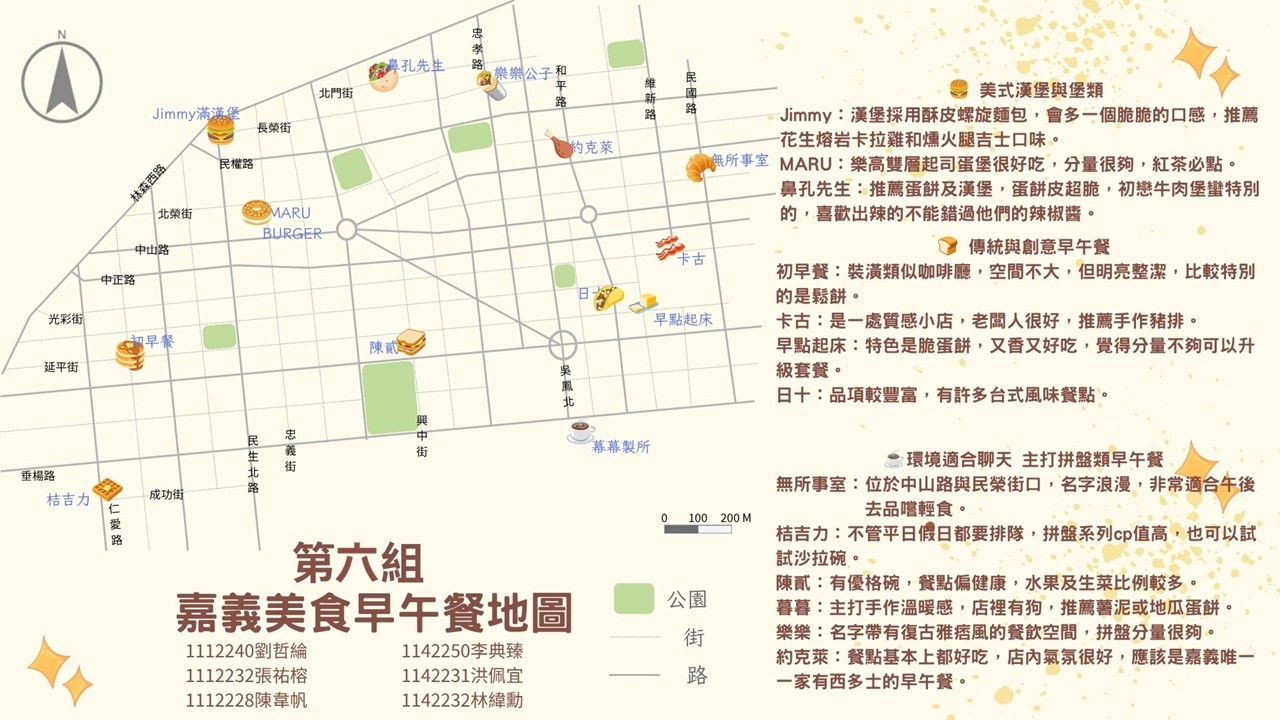 N
忠孝路
鼻孔先生
樂樂公子
和平路
維新路
民國路
北門街
Jimmy滿滿堡
長榮街
約克萊
民權路
無所事室
林森西路
北榮街
MARU
BURGER
中山路
卡古
中正路
日十
早點起床
光彩街
初早餐
陳貳
延平街
吳鳳北
興中街
忠義街
民生北路
幕幕製所
垂楊路
桔吉力
成功街
仁愛路
0 100 200 M
第六組
嘉義美食早午餐地圖
1112240劉哲綸
1142250李典臻
1112232張祐榕
1142231洪佩宜
1112228陳韋帆
1142232林緯勳
公園
街
路
美式漢堡與堡類
Jimmy：漢堡採用酥皮螺旋麵包，會多一個脆脆的口感，推薦
花生熔岩卡拉雞和燻火腿吉士口味。
MARU：樂高雙層起司蛋堡很好吃，分量很夠，紅茶必點。
鼻孔先生：推薦蛋餅及漢堡，蛋餅皮超脆，初戀牛肉堡蠻特別
的，喜歡出辣的不能錯過他們的辣椒醬。
傳統與創意早午餐
初早餐：裝潢類似咖啡廳，空間不大，但明亮整潔，比較特別
的是鬆餅。
卡古：是一處質感小店，老闆人很好，推薦手作豬排。
早點起床：特色是脆蛋餅，又香又好吃，覺得分量不夠可以升
級套餐。
日十：品項較豐富，有許多台式風味餐點。
環境適合聊天 主打拼盤類早午餐
無所事室：位於中山路與民榮街口，名字浪漫，非常適合午後
去品嚐輕食。
桔吉力：不管平日假日都要排隊，拼盤系列cp值高，也可以試
試沙拉碗。
陳貳：有優格碗，餐點偏健康，水果及生菜比例較多。
暮暮：主打手作溫暖感，店裡有狗，推薦薯泥或地瓜蛋餅。
樂樂：名字帶有復古雅痞風的餐飲空間，拼盤分量很夠。
約克萊：餐點基本上都好吃，店內氣氛很好，應該是嘉義唯一
一家有西多士的早午餐。